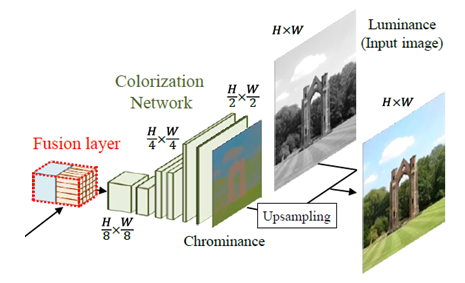 H×W
Luminance
(Input image)
Colorization
Network
H/2×W/2
H×W
Fusion layer
H/4×W/4
H/8×W/8
Chrominance
Upsampling